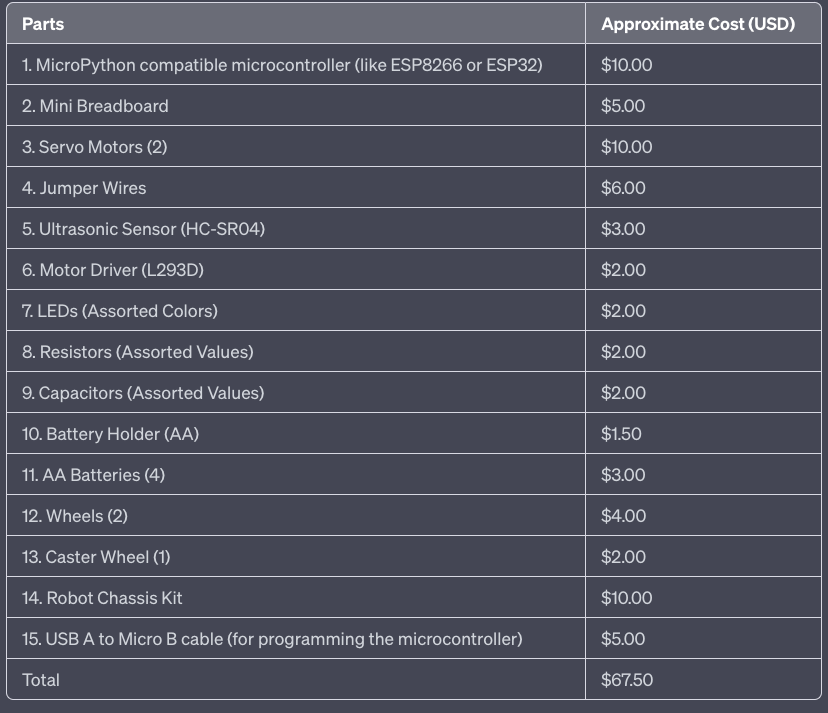 Parts Approximate Cost (USD)
1. MicroPython compatible microcontroller (like ESP8266 or ESP32) $10.00
2. Mini Breadboard $5.00
3. Servo Motors (2) $10.00
4. Jumper Wires $6.00
5. Ultrasonic Sensor (HC-SR04) $3.00
6. Motor Driver (L293D) $2.00
7. LEDs (Assorted Colors) $2.00
8. Resistors (Assorted Values) $2.00
9. Capacitors (Assorted Values) $2.00
10. Battery Holder (AA) $1.50
11. AA Batteries (4) $3.00
12. Wheels (2) $4.00
13. Caster Wheel (1) $2.00
14. Robot Chassis Kit $10.00
15. USB A to Micro B cable (for programming the microcontroller) $5.00
Total $67.50